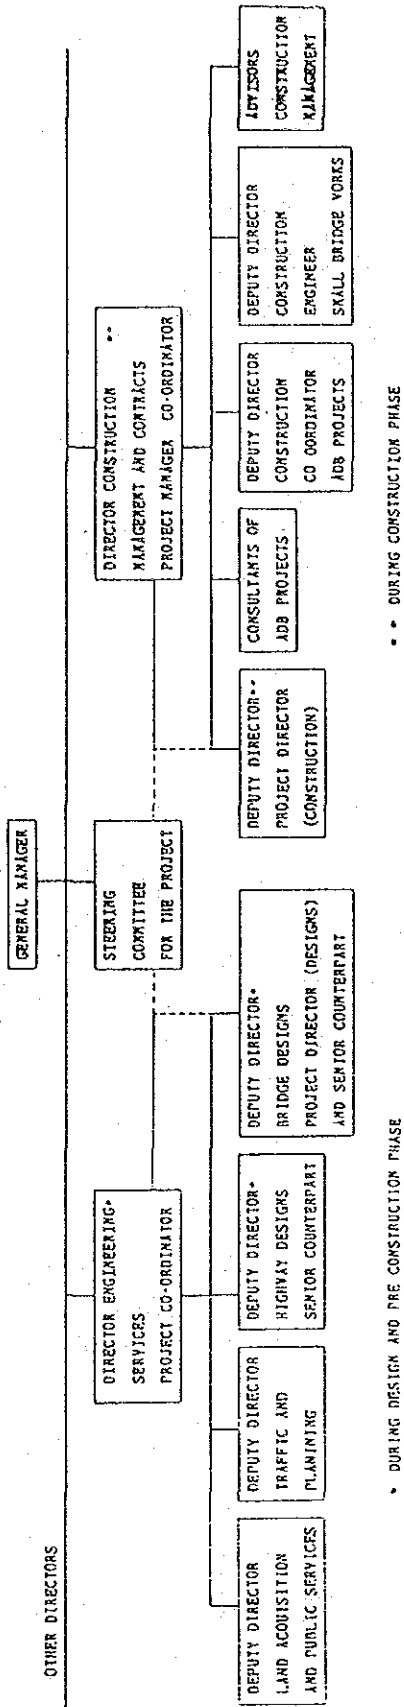 GENERAL MANAGER
OTHER DIRECTORS
DIRECTOR ENGINEERING*
SERVICES
PROJECT CO-ORDINATOR
STEERING
COMMITTEE
FOR THE PROJECT
DIRECTOR CONSTRUCTION **
MANAGEMENT AND CONTRACTS
PROJECT MANAGER CO-ORDINATOR
DEPUTY DIRECTOR
LAND ACQUISITION
AND PUBLIC SERVICES
DEPUTY DIRECTOR
TRAFFIC AND
PLANINING
DEPUTY DIRECTOR*
HIGHWAY DESIGNS
SENIOR COUNTERPART
DEPUTY DIRECTOR*
BRIDGE DESIGNS
PROJECT DIRECTOR (DESIGNS)
AND SENIOR COUNTERPART
DEPUTY DIRECTOR**
PROJECT DIRECTOR
(CONSTRUCTION)
CONSULTANTS OF
ADB PROJECTS
DEPUTY DIRECTOR
CONSTRUCTION
CO OORDINATOR
ADB PROJECTS
DEPUTY DIRECTOR
CONSTRUCTION
ENGINEER
SMALL BRIDGE WORKS
ADVISORS
CONSTRUCTION
MANAGEMENT
* DURING DESIGN AND PRE CONSTRUCTION PHASE
* * DURING CONSTRUCTION PHASE